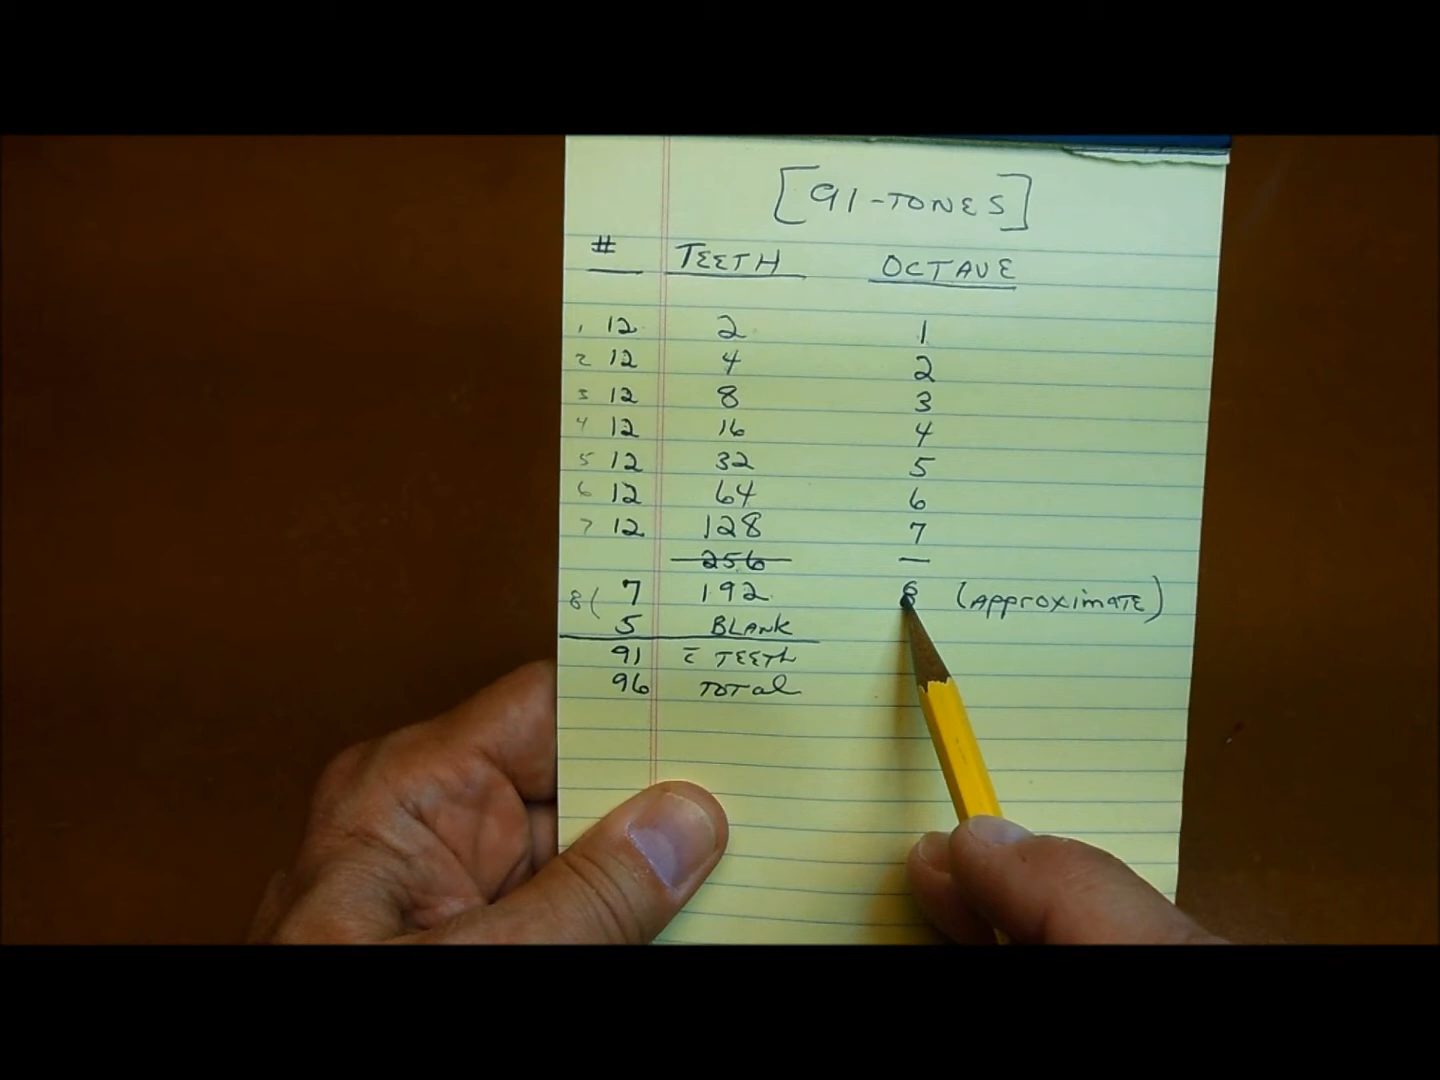 [91-TONES]
# TEETH OCTAVE
1 12 2 1
2 12 4 2
3 12 8 3
4 12 16 4
5 12 32 5
6 12 64 6
7 12 128 7
256 —
8( 7 192 8 (APPROXIMATE)
5 BLANK
91 c̄ TEETH
96 TOTAL